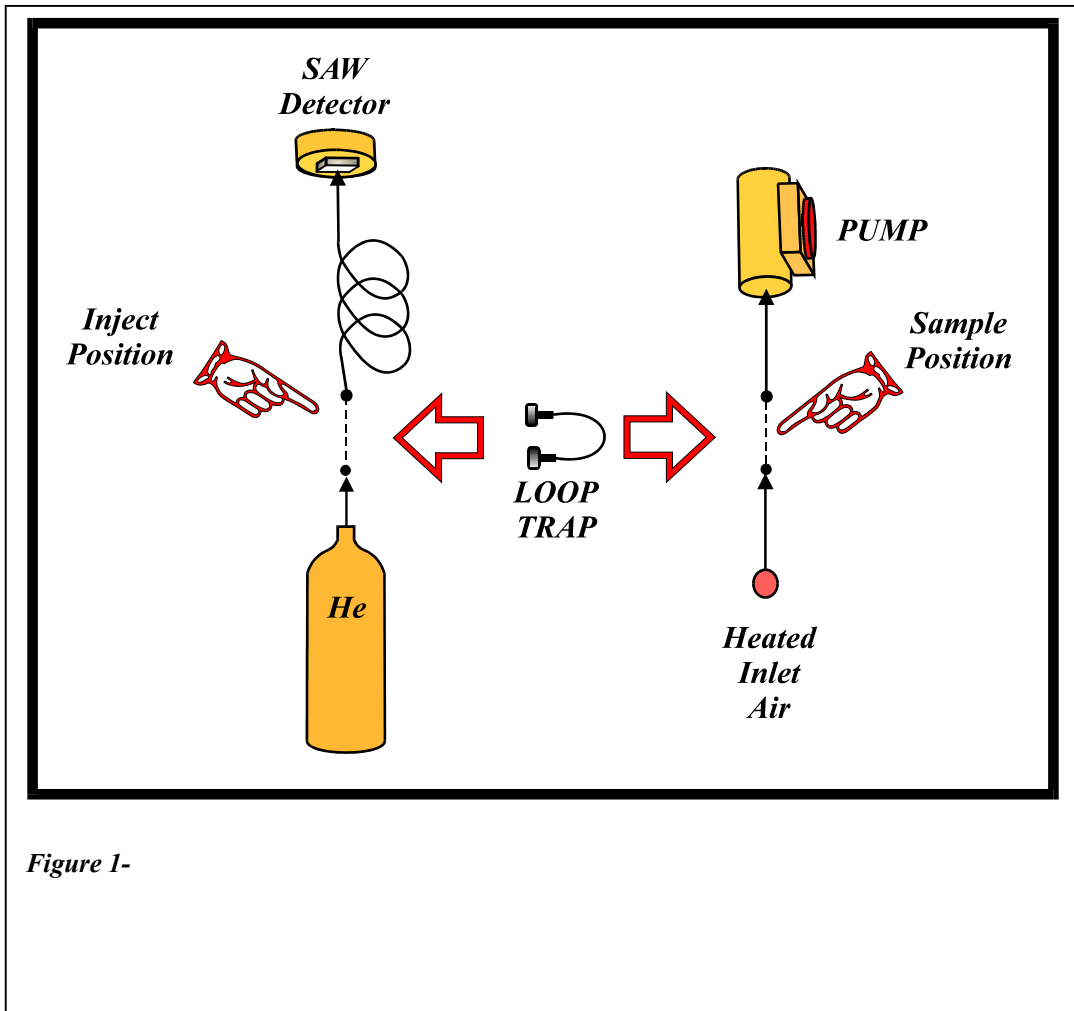 SAW
Detector
PUMP
Inject
Position
Sample
Position
LOOP
TRAP
He
Heated
Inlet
Air
Figure 1-